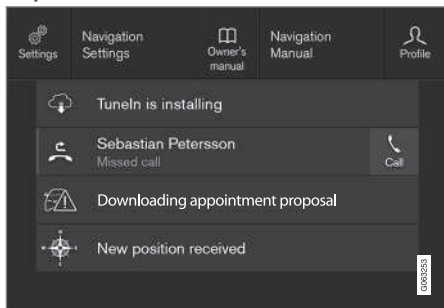 Settings
Navigation
Settings
Owner's
manual
Navigation
Manual
Profile
TuneIn is installing
Sebastian Petersson
Missed call
Call
Downloading appointment proposal
New position received
G063253